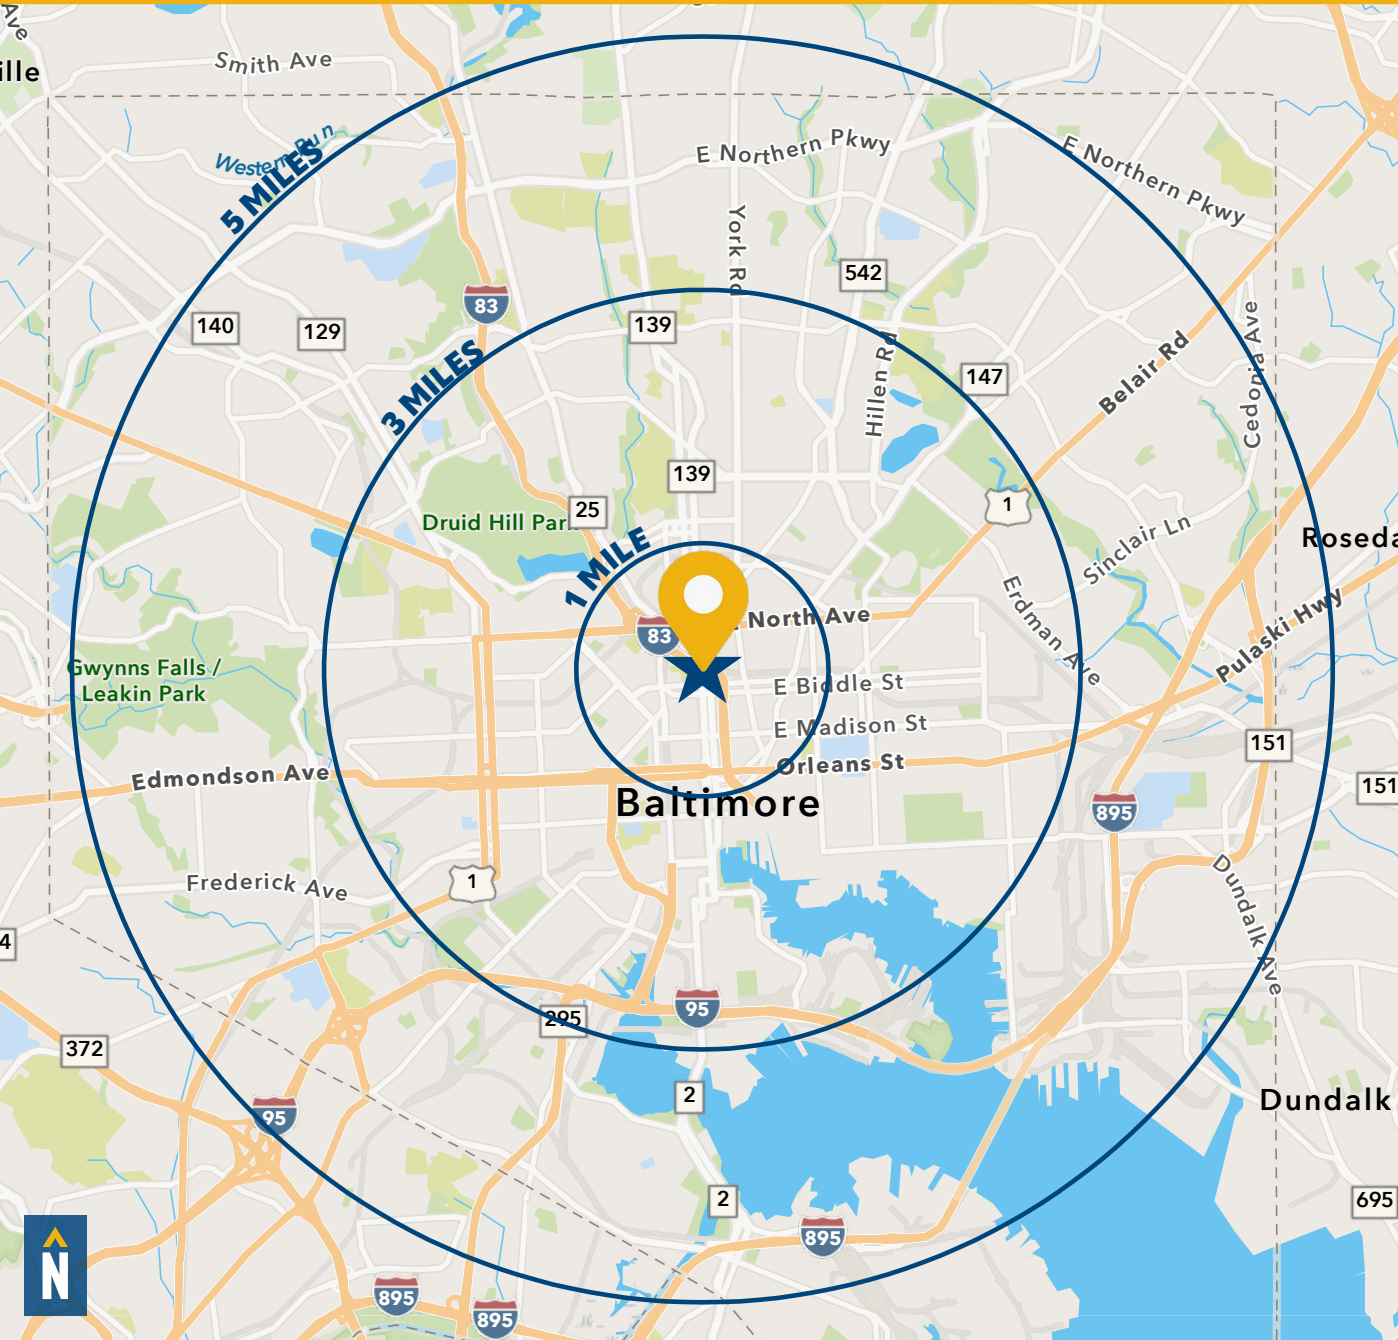 Ave
Smith Ave
ille
Western Run
5 MILES
E Northern Pkwy
E Northern Pkwy
York Rd
542
83
140
129
139
3 MILES
Hillen Rd
147
Belair Rd
Cedonia Ave
139
25
Druid Hill Park
1
Sinclair Ln
Roseda
1 MILE
Erdman Ave
North Ave
83
Pulaski Hwy
Gwynns Falls /
Leakin Park
E Biddle St
E Madison St
151
Orleans St
Edmondson Ave
151
Baltimore
895
1
Frederick Ave
Dundalk Ave
4
95
295
372
2
Dundalk
95
2
695
895
N
895
895